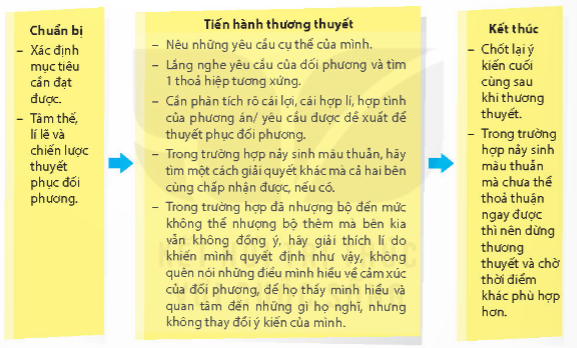 Chuẩn bị
– Xác định
mục tiêu
cần đạt
được.
– Tâm thế,
lí lẽ và
chiến lược
thuyết
phục đối
phương.
Tiến hành thương thuyết
– Nêu những yêu cầu cụ thể của mình.
– Lắng nghe yêu cầu của đối phương và tìm
1 thoả hiệp tương xứng.
– Cần phân tích rõ cái lợi, cái hợp lí, hợp tình
của phương án/ yêu cầu được đề xuất để
thuyết phục đối phương.
– Trong trường hợp nảy sinh mâu thuẫn, hãy
tìm một cách giải quyết khác mà cả hai bên
cùng chấp nhận được, nếu có.
– Trong trường hợp đã nhượng bộ đến mức
không thể nhượng bộ thêm mà bên kia
vẫn không đồng ý, hãy giải thích lí do
khiến mình quyết định như vậy, không
quên nói những điều mình hiểu về cảm xúc
của đối phương, để họ thấy mình hiểu và
quan tâm đến những gì họ nghĩ, nhưng
không thay đổi ý kiến của mình.
Kết thúc
– Chốt lại ý
kiến cuối
cùng sau
khi thương
thuyết.
– Trong trường
hợp nảy sinh
mâu thuẫn
mà chưa thể
thoả thuận
ngay được
thì nên dừng
thương
thuyết và chờ
thời điểm
khác phù hợp
hơn.